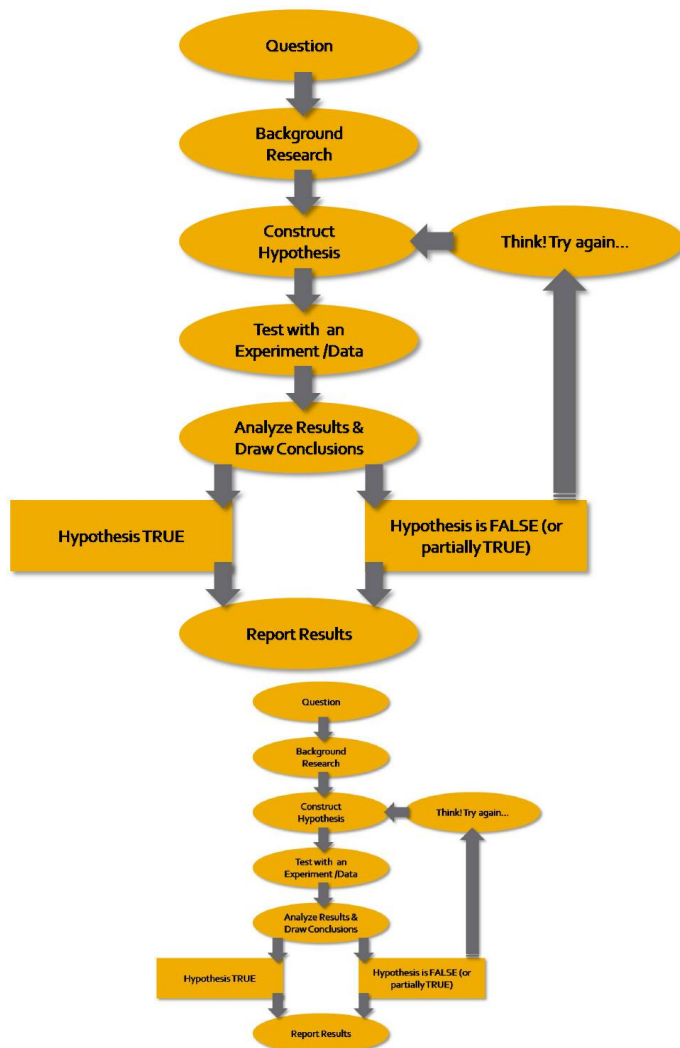 Question
Background
Research
Construct
Hypothesis
Think! Try again...
Test with an
Experiment /Data
Analyze Results &
Draw Conclusions
Hypothesis TRUE
Hypothesis is FALSE (or
partially TRUE)
Report Results
Question
Background
Research
Construct
Hypothesis
Think! Try again...
Test with an
Experiment /Data
Analyze Results &
Draw Conclusions
Hypothesis TRUE
Hypothesis is FALSE (or
partially TRUE)
Report Results